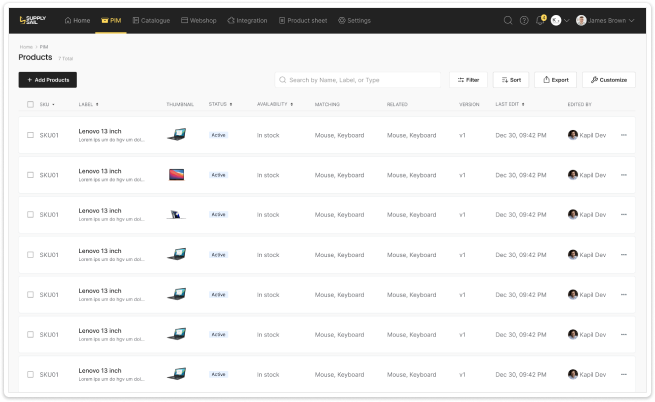 SUPPLY SAIL Home PIM Catalogue Webshop Integration Product sheet Settings James Brown
Home > PIM
Products 7 Total
+ Add Products Search by Name, Label, or Type Filter Sort Export Customize
SKU LABEL THUMBNAIL STATUS AVAILABILITY MATCHING RELATED VERSION LAST EDIT EDITED BY
SKU01 Lenovo 13 inch Active In stock Mouse, Keyboard Mouse, Keyboard v1 Dec 30, 09:42 PM Kapil Dev
Lorem ips um do hgv um dol...
SKU01 Lenovo 13 inch Active In stock Mouse, Keyboard Mouse, Keyboard v1 Dec 30, 09:42 PM Kapil Dev
Lorem ips um do hgv um dol...
SKU01 Lenovo 13 inch Active In stock Mouse, Keyboard Mouse, Keyboard v1 Dec 30, 09:42 PM Kapil Dev
Lorem ips um do hgv um dol...
SKU01 Lenovo 13 inch Active In stock Mouse, Keyboard Mouse, Keyboard v1 Dec 30, 09:42 PM Kapil Dev
Lorem ips um do hgv um dol...
SKU01 Lenovo 13 inch Active In stock Mouse, Keyboard Mouse, Keyboard v1 Dec 30, 09:42 PM Kapil Dev
Lorem ips um do hgv um dol...
SKU01 Lenovo 13 inch Active In stock Mouse, Keyboard Mouse, Keyboard v1 Dec 30, 09:42 PM Kapil Dev
Lorem ips um do hgv um dol...
SKU01 Lenovo 13 inch Active In stock Mouse, Keyboard Mouse, Keyboard v1 Dec 30, 09:42 PM Kapil Dev
Lorem ips um do hgv um dol...